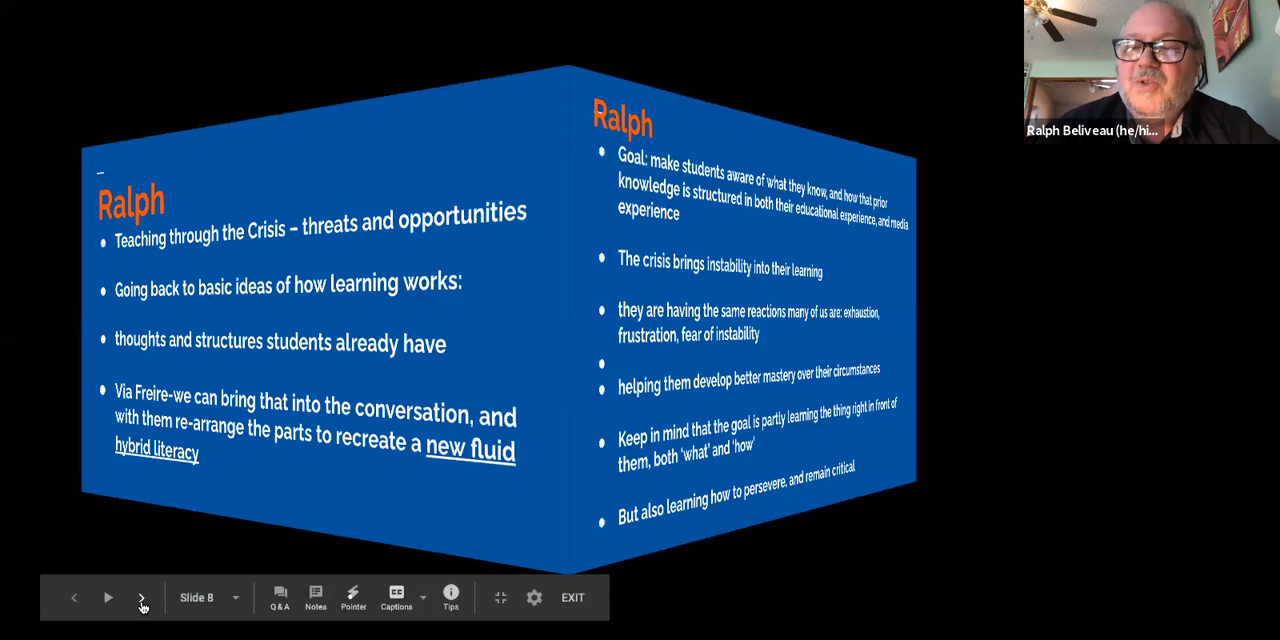 Ralph
• Teaching through the Crisis – threats and opportunities
• Going back to basic ideas of how learning works:
• thoughts and structures students already have
• Via Freire-we can bring that into the conversation, and
with them re-arrange the parts to recreate a new fluid
hybrid literacy
Ralph
• Goal: make students aware of what they know, and how that prior
knowledge is structured in both their educational experience, and media
experience
• The crisis brings instability into their learning
• they are having the same reactions many of us are: exhaustion,
frustration, fear of instability
•
• helping them develop better mastery over their circumstances
• Keep in mind that the goal is partly learning the thing right in front of
them, both ‘what’ and ‘how’
• But also learning how to persevere, and remain critical
Ralph Beliveau (he/hi...
Slide 8
Q & A
Notes
Pointer
CC
Captions
Tips
EXIT